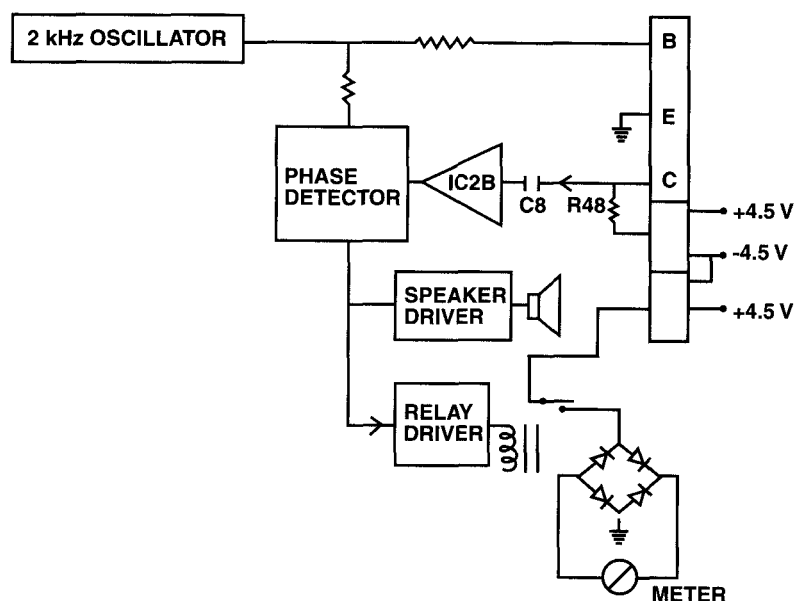 2 kHz OSCILLATOR
B
E
PHASE
DETECTOR
IC2B
C8
R48
C
+4.5 V
-4.5 V
SPEAKER
DRIVER
+4.5 V
RELAY
DRIVER
METER